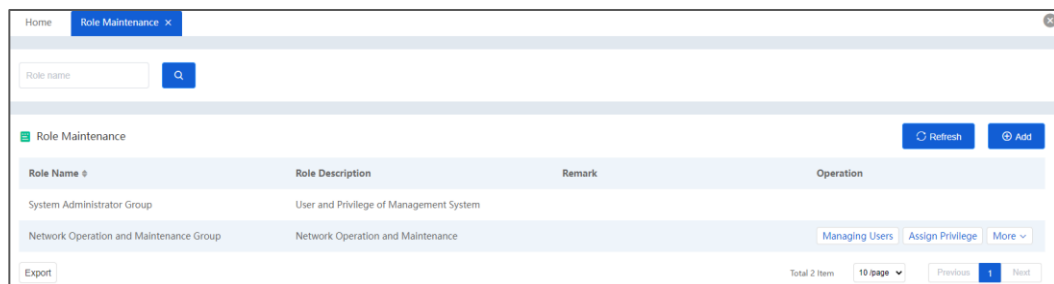 Home Role Maintenance ×
Role name
Role Maintenance Refresh Add
Role Name Role Description Remark Operation
System Administrator Group User and Privilege of Management System
Network Operation and Maintenance Group Network Operation and Maintenance Managing Users Assign Privilege More
Export Total 2 Item 10 /page Previous 1 Next